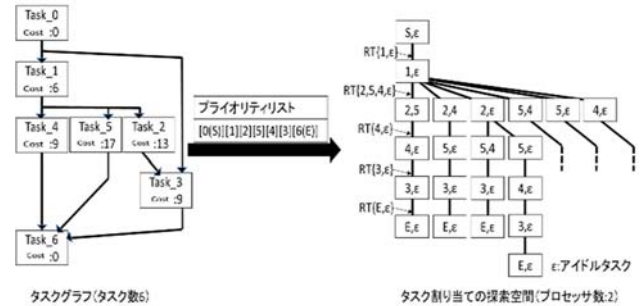 Task_0
Cost :0
Task_1
Cost :6
Task_4
Cost :9
Task_5
Cost :17
Task_2
Cost :13
Task_3
Cost :9
Task_6
Cost :0
タスクグラフ(タスク数6)
プライオリティリスト
[0(S)][1][2][5][4][3][6(E)]
S,ε
RT{1,ε}
1,ε
RT{2,5,4,ε}
2,5
2,4
2,ε
5,4
5,ε
4,ε
RT{4,ε}
4,ε
5,ε
5,4
5,ε
RT{3,ε}
3,ε
3,ε
3,ε
4,ε
RT{E,ε}
E,ε
E,ε
E,ε
3,ε
E,ε
ε:アイドルタスク
タスク割り当ての探索空間(プロセッサ数:2)